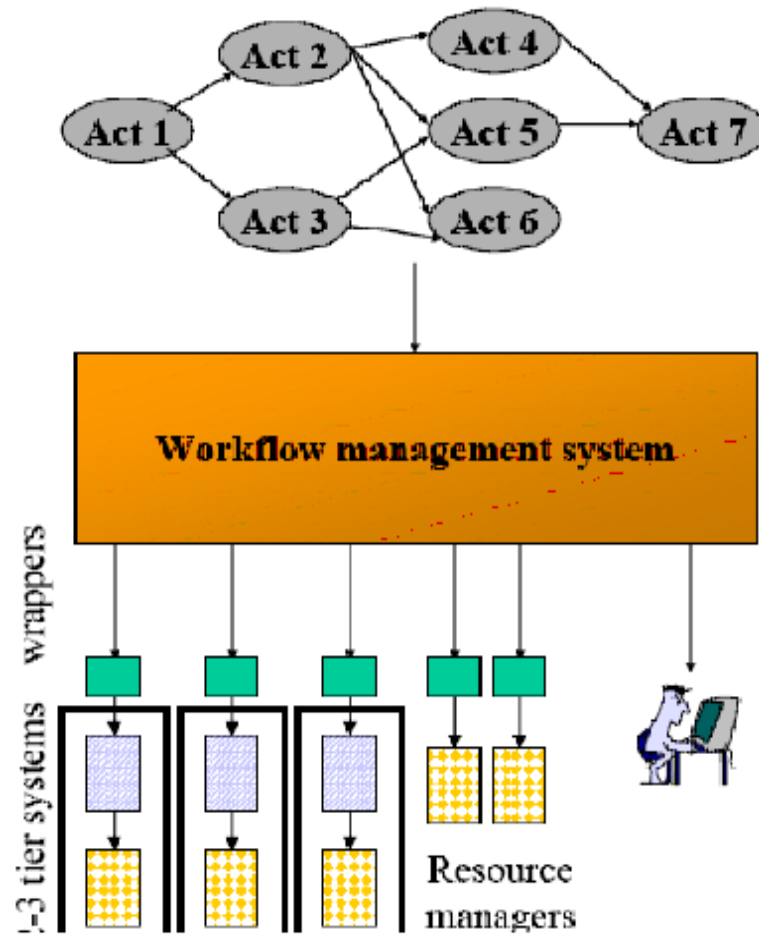 Act 2
Act 4
Act 1
Act 5
Act 7
Act 3
Act 6
Workflow management system
wrappers
-3 tier systems
Resource
managers